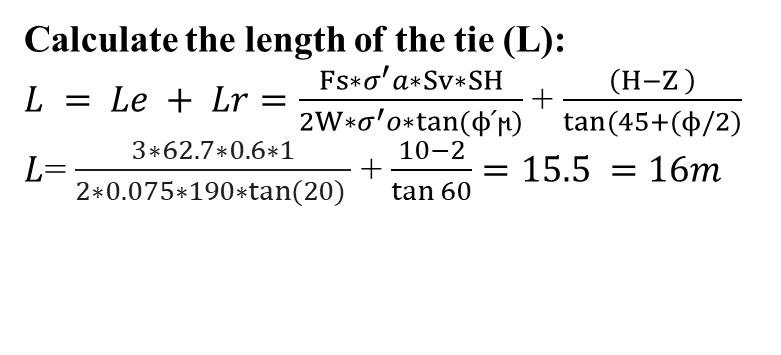 Calculate the length of the tie (L):
L = Le + Lr = Fs∗σ′a∗Sv∗SH / 2W∗σ′o∗tan(ϕ´μ) + (H−Z) / tan(45+(ϕ/2)
L= 3∗62.7∗0.6∗1 / 2∗0.075∗190∗tan(20) + 10−2 / tan 60 = 15.5 = 16m